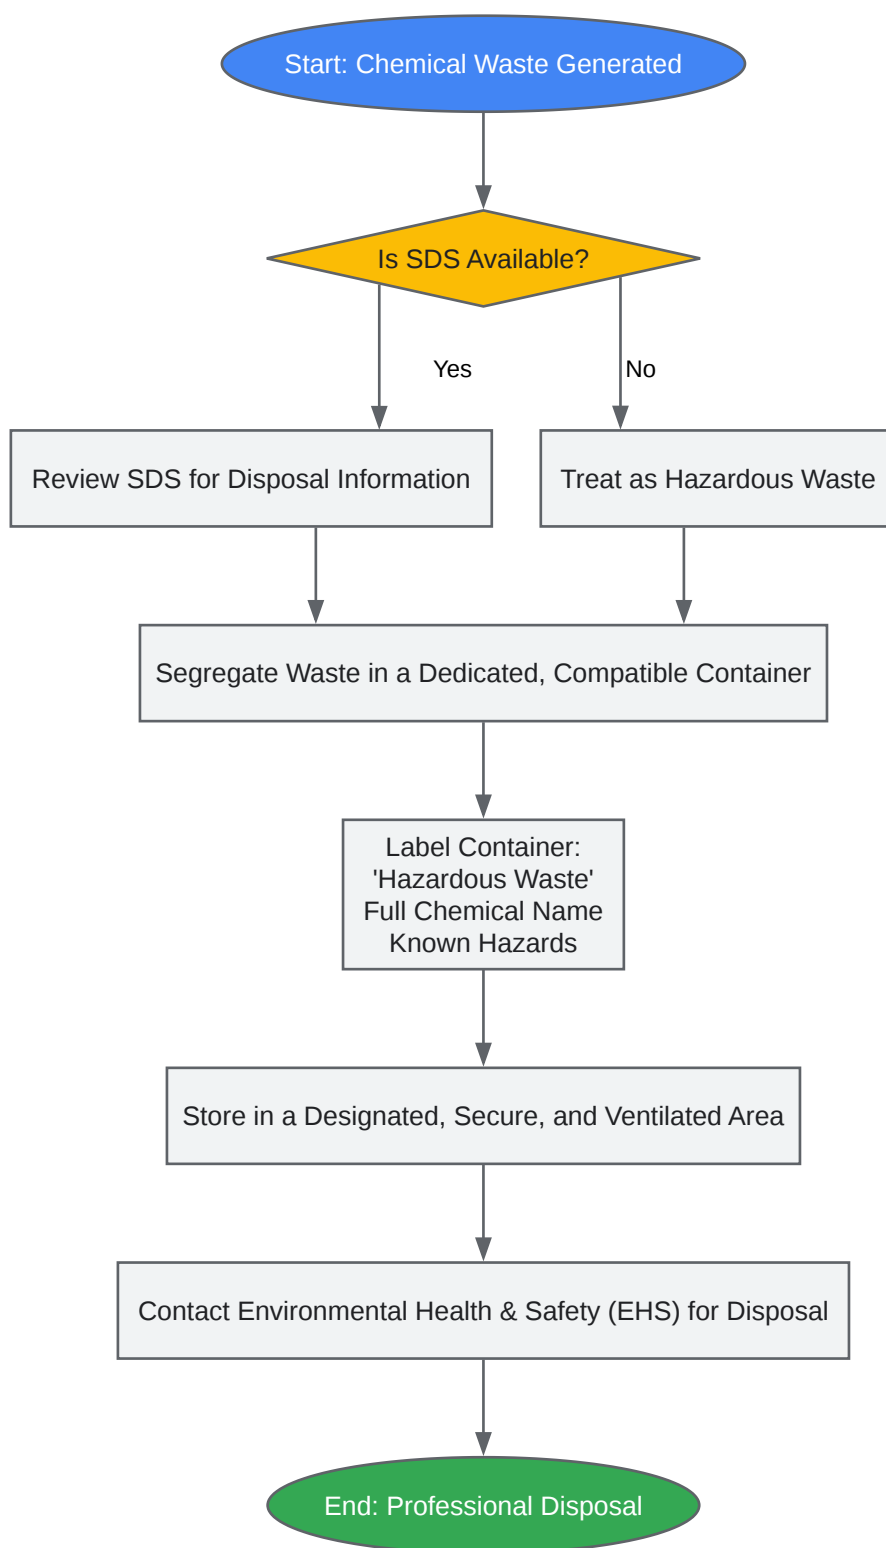 Start: Chemical Waste Generated
Is SDS Available?
Yes
No
Review SDS for Disposal Information
Treat as Hazardous Waste
Segregate Waste in a Dedicated, Compatible Container
Label Container:
'Hazardous Waste'
Full Chemical Name
Known Hazards
Store in a Designated, Secure, and Ventilated Area
Contact Environmental Health & Safety (EHS) for Disposal
End: Professional Disposal